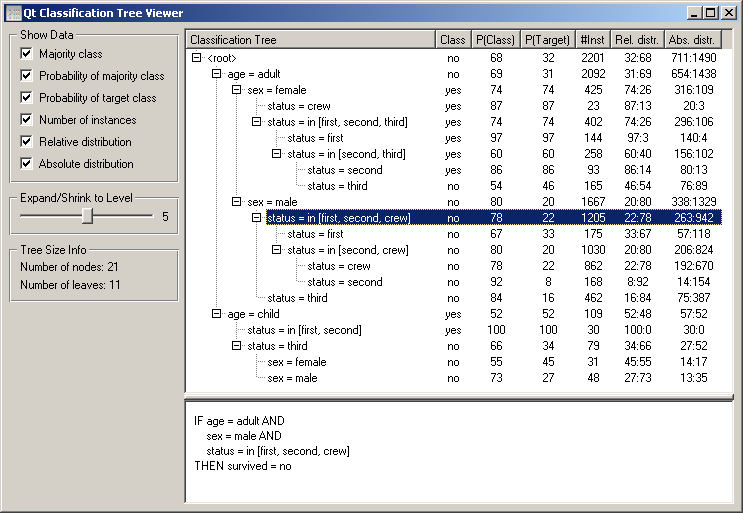 Qt Classification Tree Viewer
Show Data
Majority class
Probability of majority class
Probability of target class
Number of instances
Relative distribution
Absolute distribution
Expand/Shrink to Level
5
Tree Size Info
Number of nodes: 21
Number of leaves: 11
Classification Tree Class P(Class) P(Target) #Inst Rel. distr. Abs. distr.
<root> no 68 32 2201 32:68 711:1490
age = adult no 69 31 2092 31:69 654:1438
sex = female yes 74 74 425 74:26 316:109
status = crew yes 87 87 23 87:13 20:3
status = in [first, second, third] yes 74 74 402 74:26 296:106
status = first yes 97 97 144 97:3 140:4
status = in [second, third] yes 60 60 258 60:40 156:102
status = second yes 86 86 93 86:14 80:13
status = third no 54 46 165 46:54 76:89
sex = male no 80 20 1667 20:80 338:1329
status = in [first, second, crew] no 78 22 1205 22:78 263:942
status = first no 67 33 175 33:67 57:118
status = in [second, crew] no 80 20 1030 20:80 206:824
status = crew no 78 22 862 22:78 192:670
status = second no 92 8 168 8:92 14:154
status = third no 84 16 462 16:84 75:387
age = child yes 52 52 109 52:48 57:52
status = in [first, second] yes 100 100 30 100:0 30:0
status = third no 66 34 79 34:66 27:52
sex = female no 55 45 31 45:55 14:17
sex = male no 73 27 48 27:73 13:35
IF age = adult AND
sex = male AND
status = in [first, second, crew]
THEN survived = no